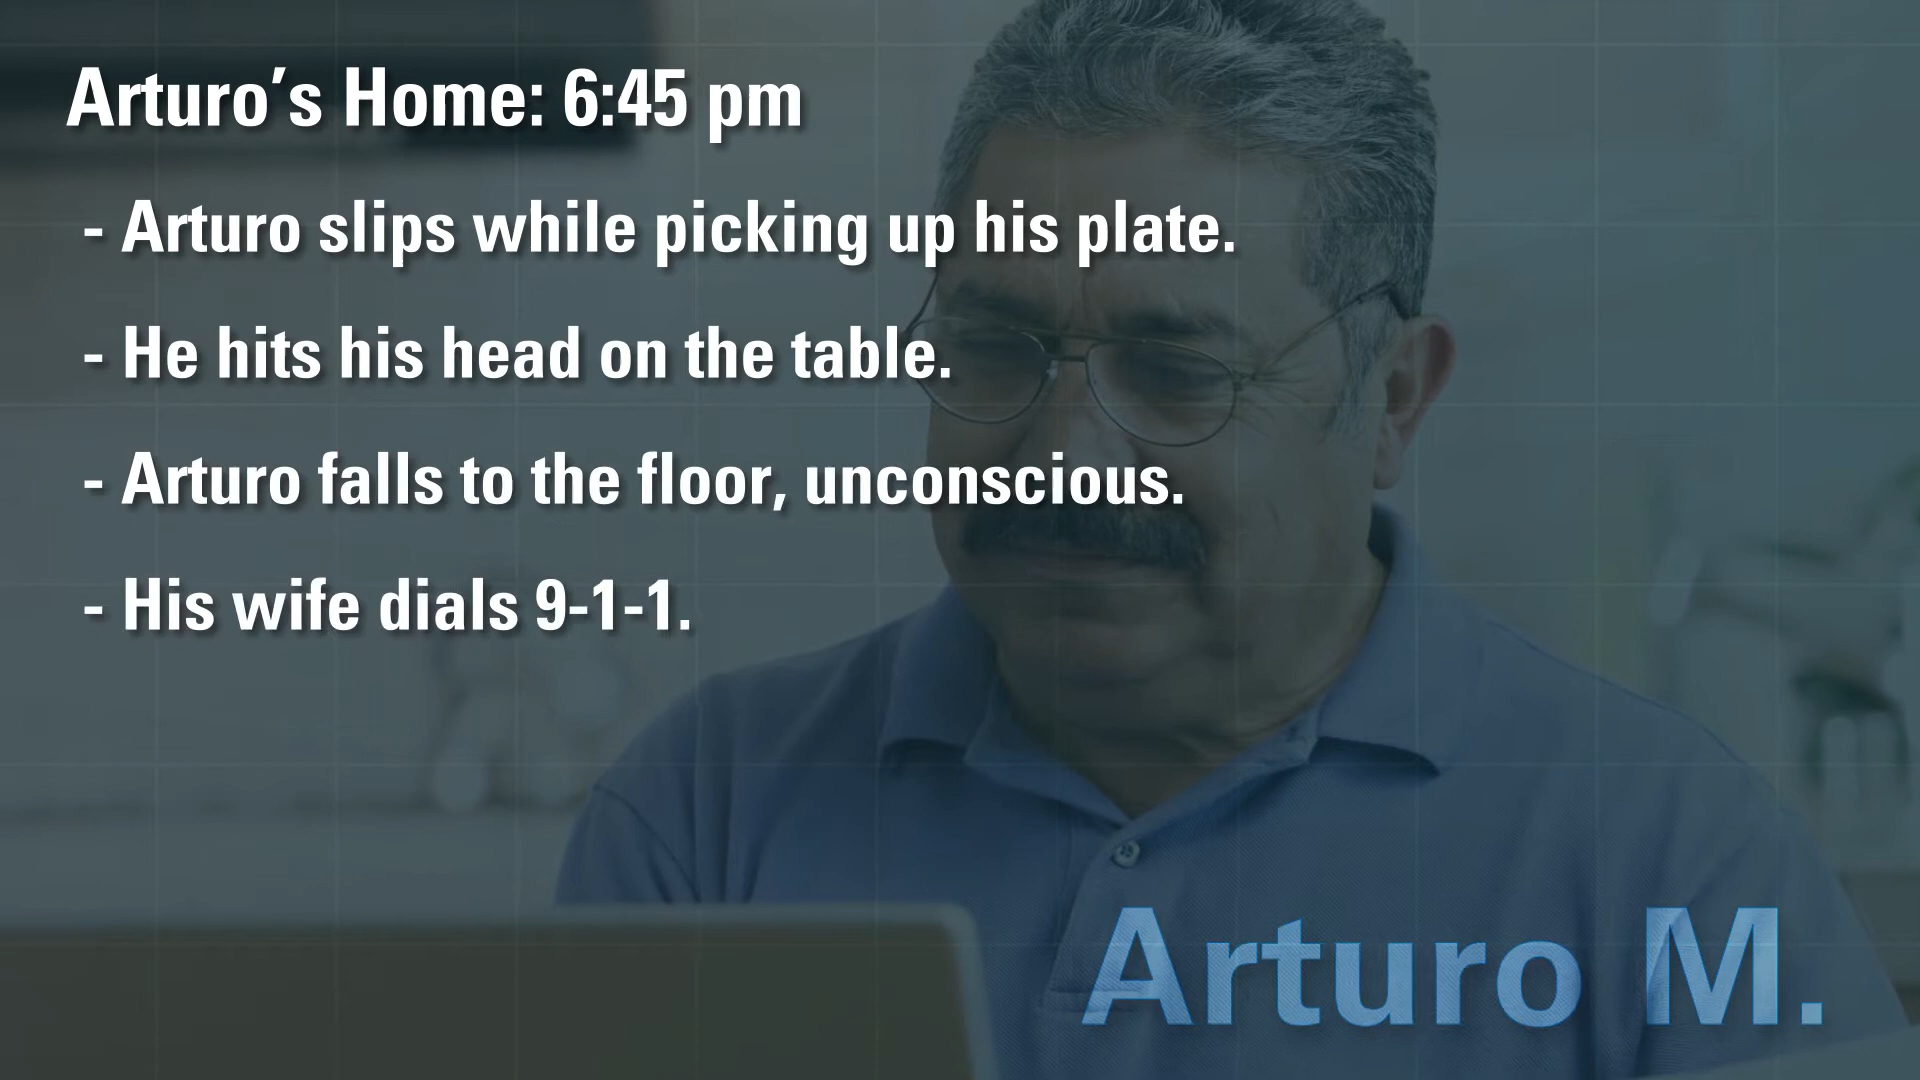 Arturo’s Home: 6:45 pm
- Arturo slips while picking up his plate.
- He hits his head on the table.
- Arturo falls to the floor, unconscious.
- His wife dials 9-1-1.
Arturo M.